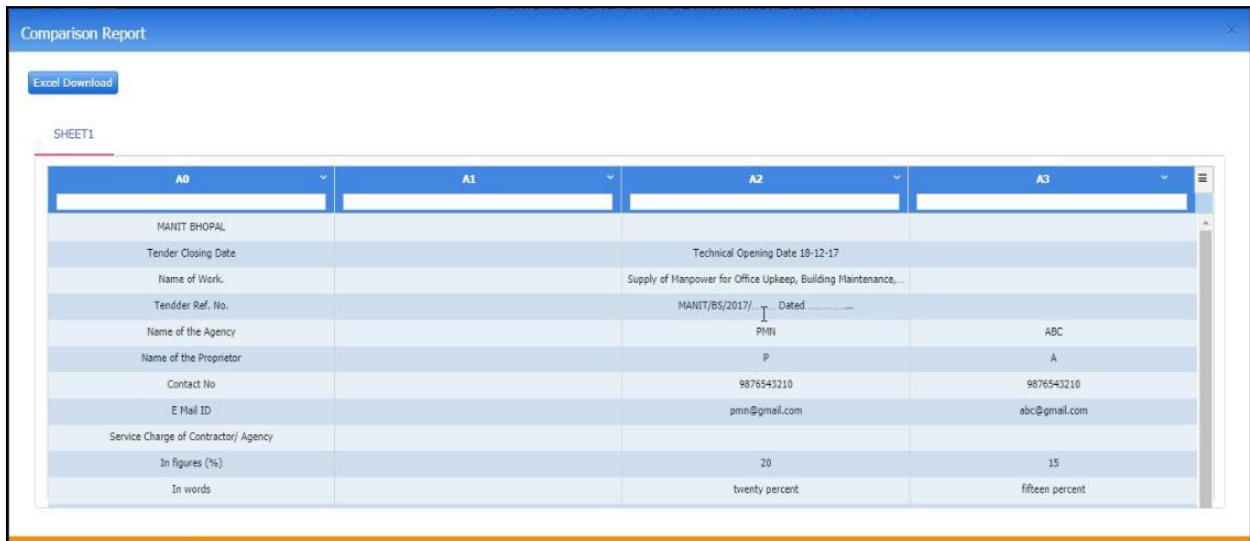 Comparison Report
Excel Download
SHEET1
A0 A1 A2 A3
MANIT BHOPAL
Tender Closing Date Technical Opening Date 18-12-17
Name of Work. Supply of Manpower for Office Upkeep, Building Maintenance,...
Tendder Ref. No. MANIT/BS/2017/......... Dated..................
Name of the Agency PMN ABC
Name of the Proprietor P A
Contact No 9876543210 9876543210
E Mail ID pmn@gmail.com abc@gmail.com
Service Charge of Contractor/ Agency
In figures (%) 20 15
In words twenty percent fifteen percent